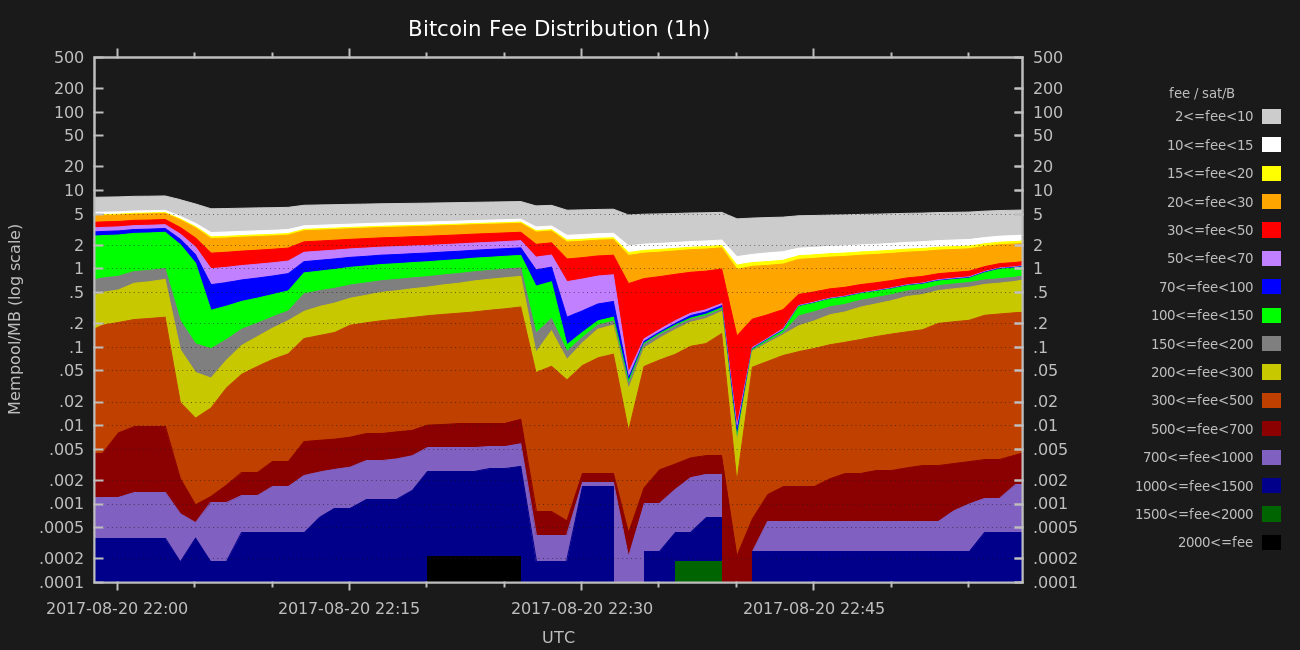 Bitcoin Fee Distribution (1h)
Mempool/MB (log scale)
500
200
100
50
20
10
5
2
1
.5
.2
.1
.05
.02
.01
.005
.002
.001
.0005
.0002
.0001
500
200
100
50
20
10
5
2
1
.5
.2
.1
.05
.02
.01
.005
.002
.001
.0005
.0002
.0001
2017-08-20 22:00
2017-08-20 22:15
2017-08-20 22:30
2017-08-20 22:45
UTC
fee / sat/B
2<=fee<10
10<=fee<15
15<=fee<20
20<=fee<30
30<=fee<50
50<=fee<70
70<=fee<100
100<=fee<150
150<=fee<200
200<=fee<300
300<=fee<500
500<=fee<700
700<=fee<1000
1000<=fee<1500
1500<=fee<2000
2000<=fee